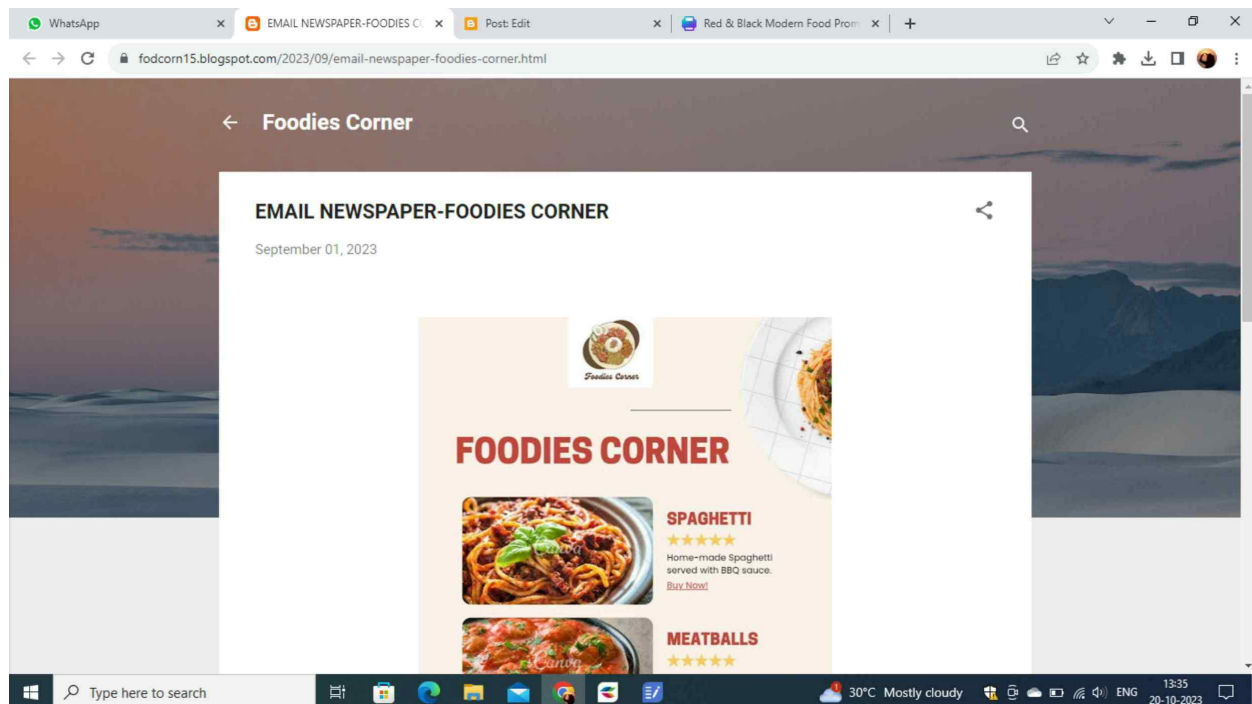 WhatsApp
EMAIL NEWSPAPER-FOODIES CO
Post: Edit
Red & Black Modern Food Prom
fodcorn15.blogspot.com/2023/09/email-newspaper-foodies-corner.html
Foodies Corner
EMAIL NEWSPAPER-FOODIES CORNER
September 01, 2023
Foodies Corner
FOODIES CORNER
SPAGHETTI
Home-made Spaghetti
served with BBQ sauce.
Buy Now!
Canva
MEATBALLS
Canva
Type here to search
30°C Mostly cloudy
ENG
13:35
20-10-2023